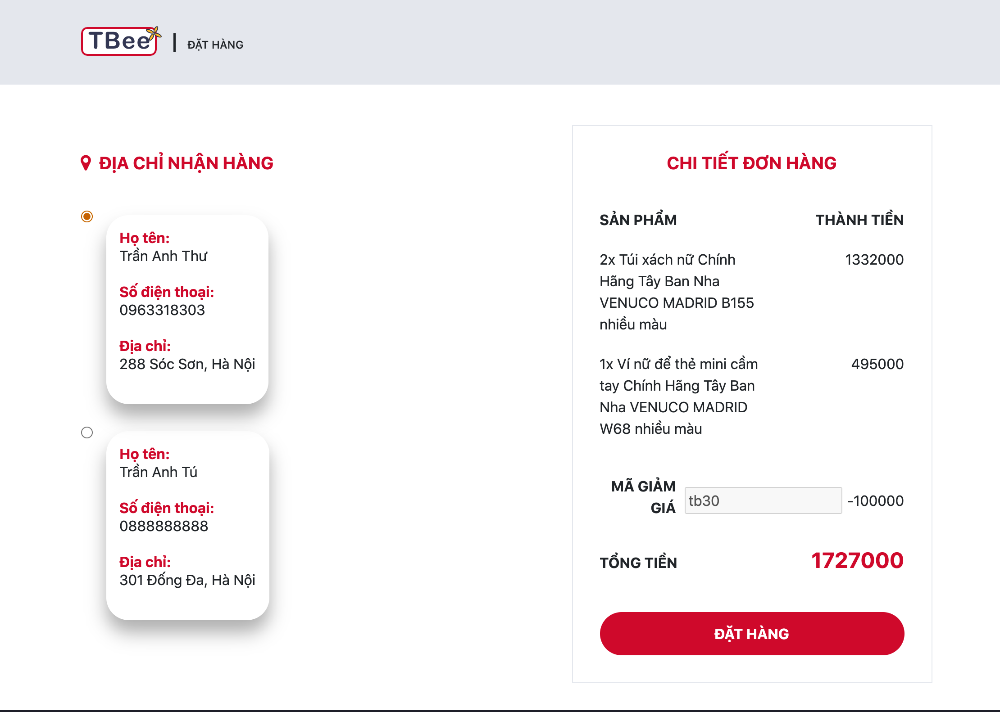 TBee
ĐẶT HÀNG
ĐỊA CHỈ NHẬN HÀNG
Họ tên:
Trần Anh Thư
Số điện thoại:
0963318303
Địa chỉ:
288 Sóc Sơn, Hà Nội
Họ tên:
Trần Anh Tú
Số điện thoại:
0888888888
Địa chỉ:
301 Đống Đa, Hà Nội
CHI TIẾT ĐƠN HÀNG
SẢN PHẨM THÀNH TIỀN
2x Túi xách nữ Chính 1332000
Hãng Tây Ban Nha
VENUCO MADRID B155
nhiều màu
1x Ví nữ để thẻ mini cầm 495000
tay Chính Hãng Tây Ban
Nha VENUCO MADRID
W68 nhiều màu
MÃ GIẢM
GIÁ
tb30 -100000
TỔNG TIỀN 1727000
ĐẶT HÀNG